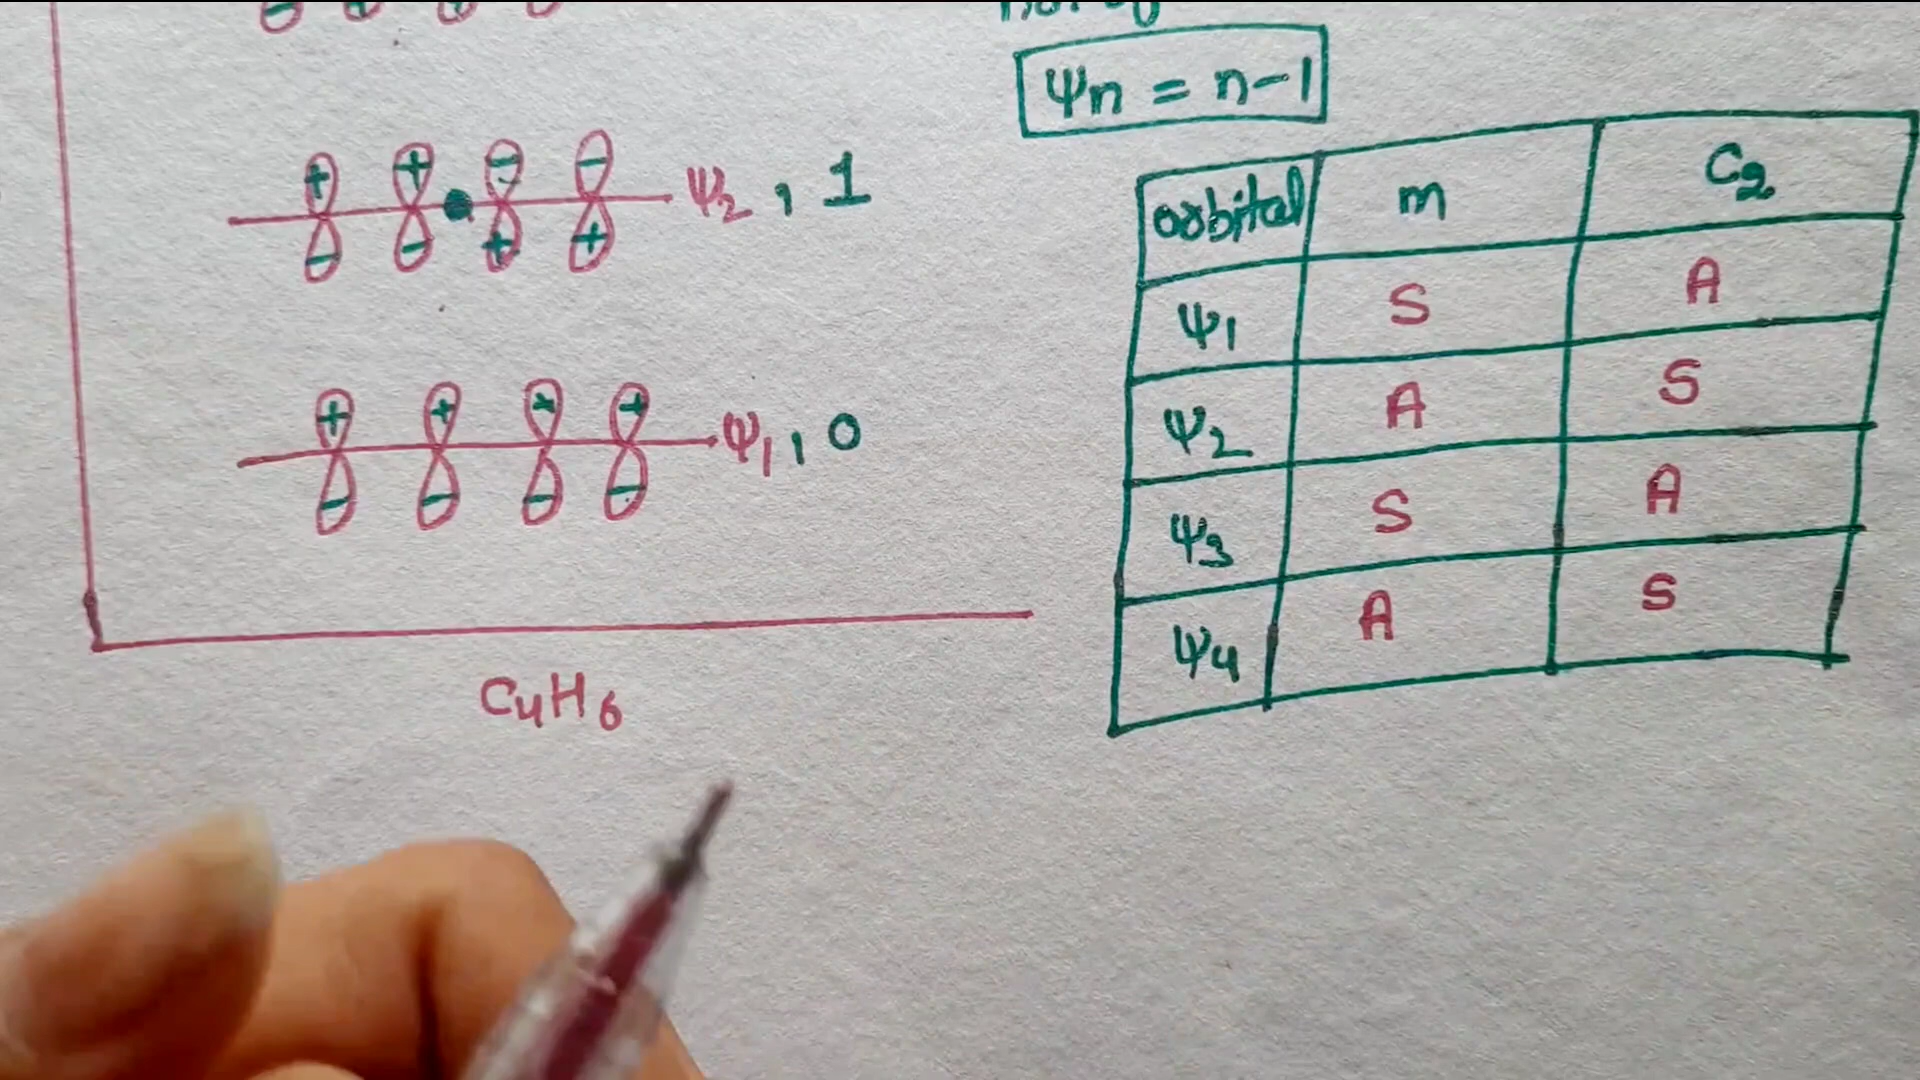 ψn = n-1
+ + - - ψ2, 1
- - + +
+ + + + ψ1, 0
- - - -
C4H6
orbital m C2
ψ1 S A
ψ2 A S
ψ3 S A
ψ4 A S